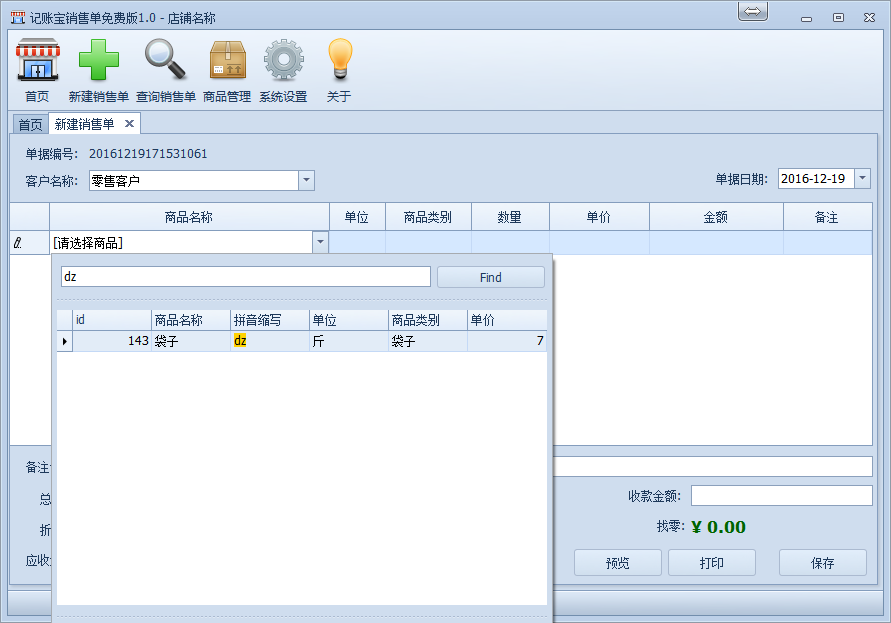 记账宝销售单免费版1.0 - 店铺名称
首页 新建销售单 查询销售单 商品管理 系统设置 关于
首页 新建销售单
单据编号: 20161219171531061
客户名称: 零售客户 单据日期: 2016-12-19
商品名称 单位 商品类别 数量 单价 金额 备注
[请选择商品]
dz Find
id 商品名称 拼音缩写 单位 商品类别 单价
143 袋子 dz 斤 袋子 7
备注
总 收款金额:
折 找零: ¥ 0.00
应收 预览 打印 保存